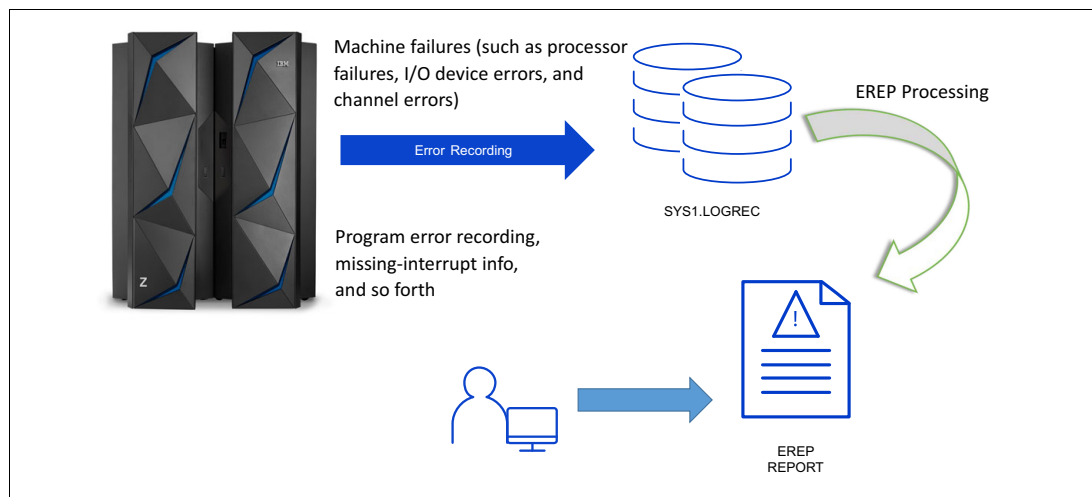 Machine failures (such as processor
failures, I/O device errors, and
channel errors)
IBM
EREP Processing
Error Recording
SYS1.LOGREC
Program error recording,
missing-interrupt info,
and so forth
Z
!
EREP
REPORT